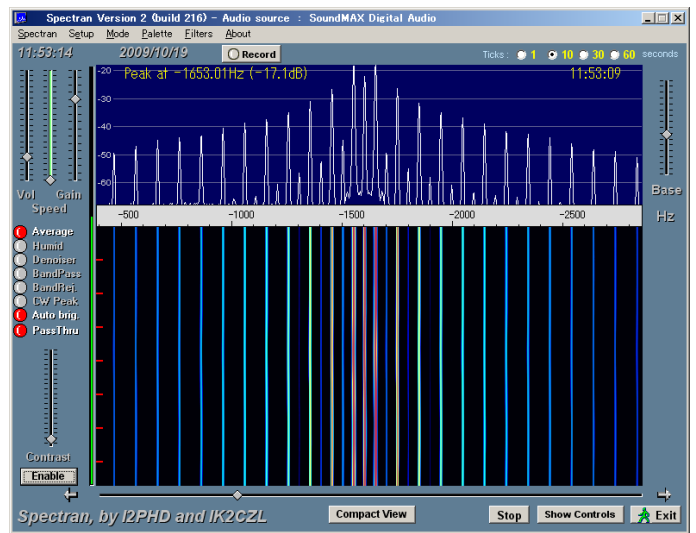 Spectran Version 2 (build 216) - Audio source : SoundMAX Digital Audio
Spectran Setup Mode Palette Filters About
11:53:14 2009/10/19 Record Ticks: 1 10 30 60 seconds
-20 Peak at -1653.01Hz (-17.1dB) 11:53:09
-30
-40
-50
-60
Vol Gain
Speed
Base
-500 -1000 -1500 -2000 -2500 Hz
Average
Humid
Denoiser
BandPass
BandRej.
CW Peak
Auto brig.
PassThru
Contrast
Enable
Spectran, by I2PHD and IK2CZL Compact View Stop Show Controls Exit